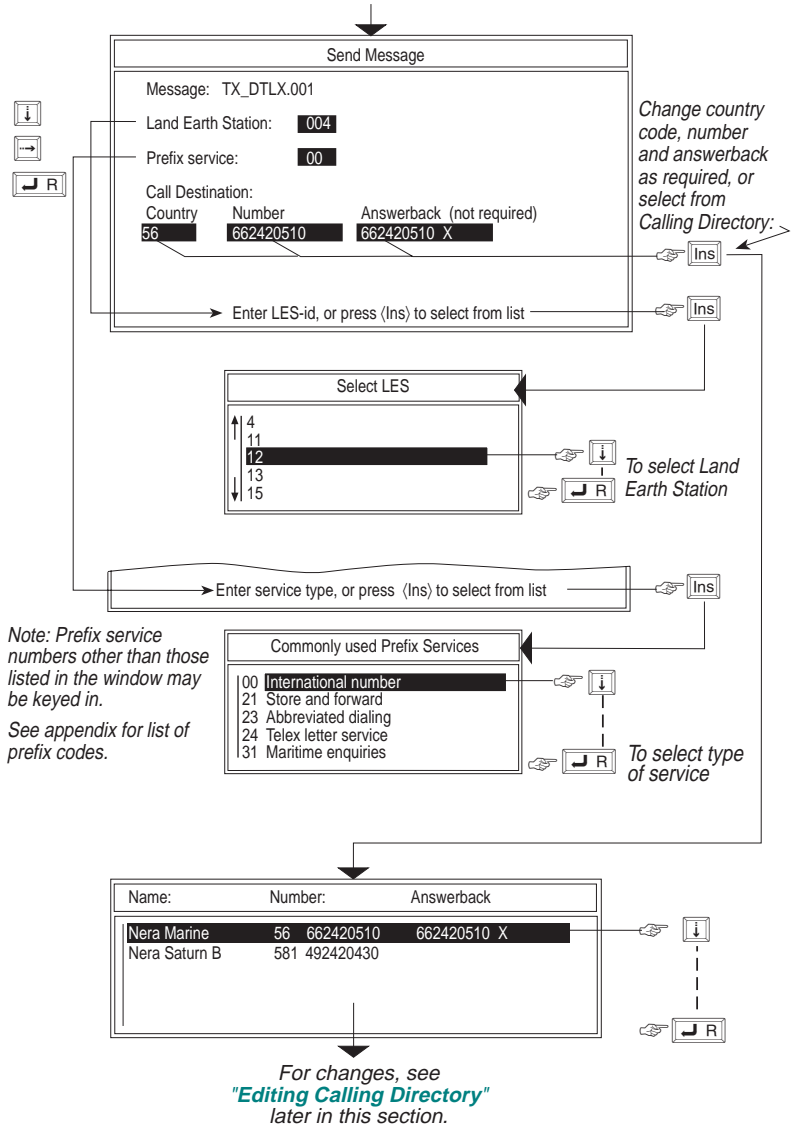 Send Message
Message: TX_DTLX.001
Land Earth Station: 004
Prefix service: 00
Call Destination:
Country Number Answerback (not required)
56 662420510 662420510 X
Enter LES-id, or press ⟨Ins⟩ to select from list
R
Change country
code, number
and answerback
as required, or
select from
Calling Directory:
Ins
Ins
Select LES
4
11
12
13
15
R
To select Land
Earth Station
Enter service type, or press ⟨Ins⟩ to select from list
Ins
Note: Prefix service
numbers other than those
listed in the window may
be keyed in.
See appendix for list of
prefix codes.
Commonly used Prefix Services
00 International number
21 Store and forward
23 Abbreviated dialing
24 Telex letter service
31 Maritime enquiries
R
To select type
of service
Name: Number: Answerback
Nera Marine 56 662420510 662420510 X
Nera Saturn B 581 492420430
R
For changes, see
"Editing Calling Directory"
later in this section.